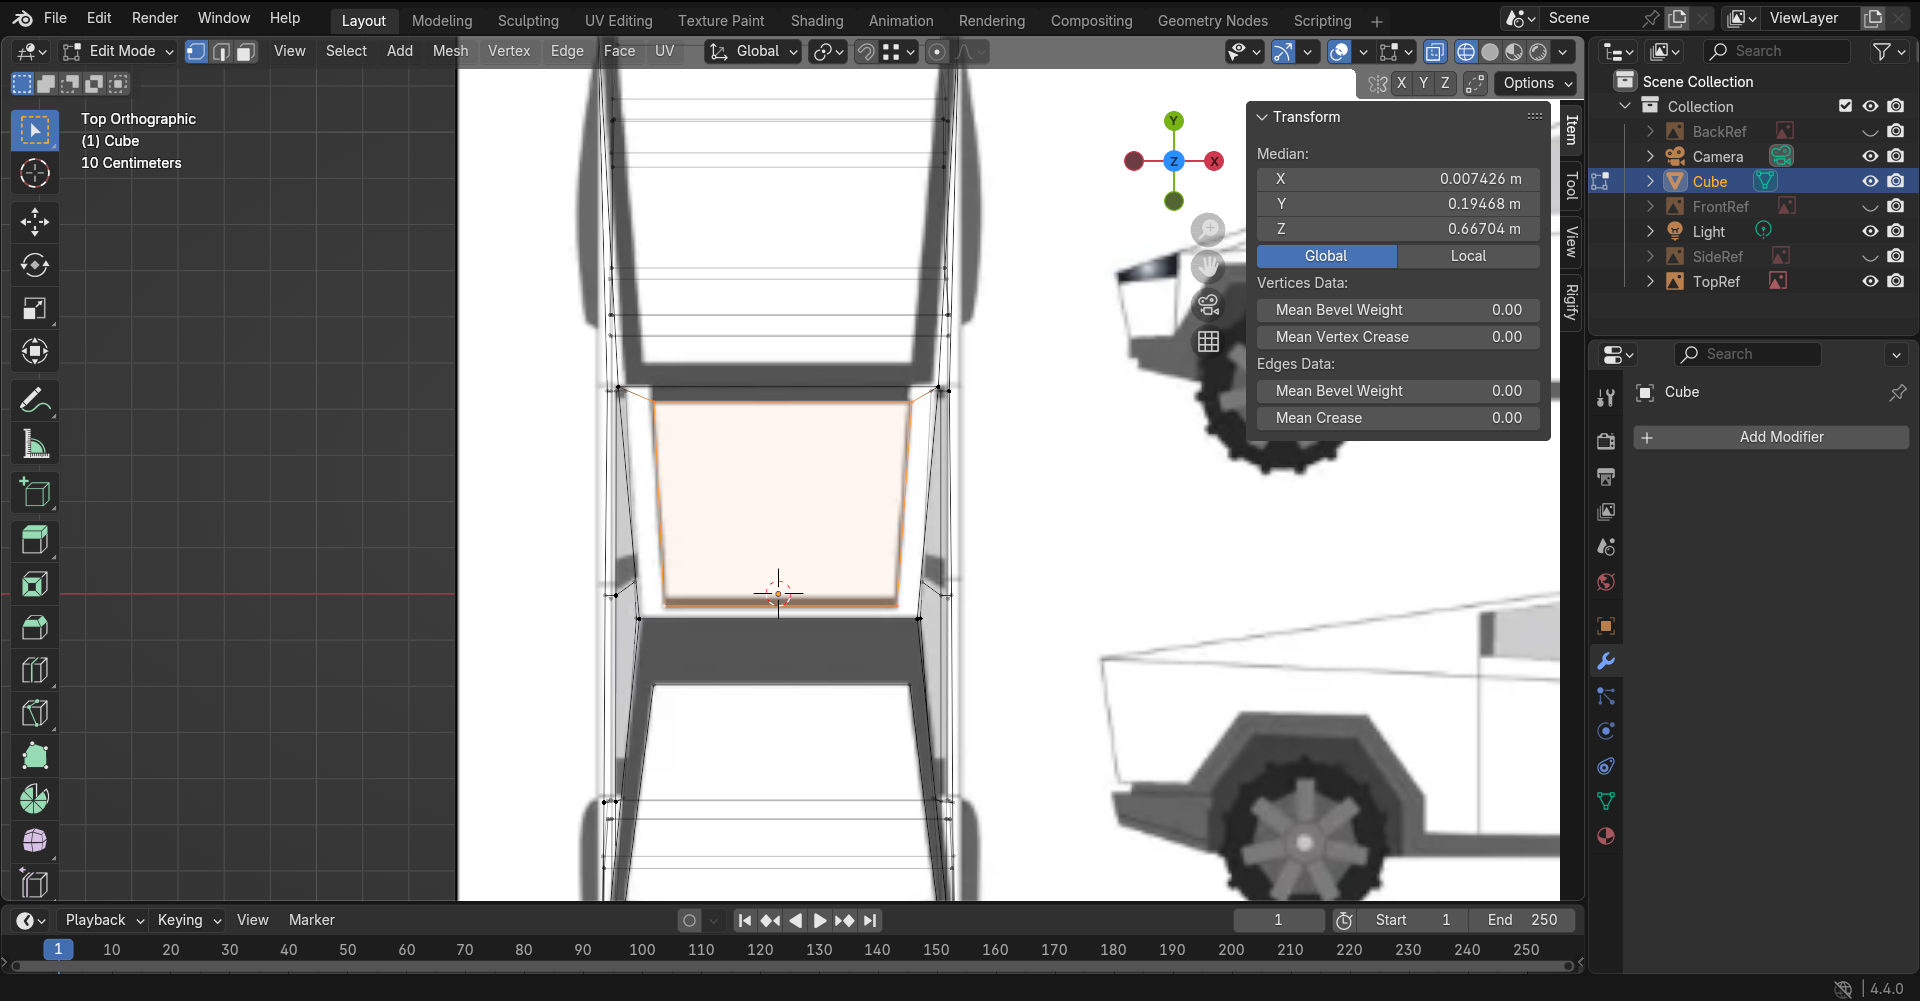 File Edit Render Window Help Layout Modeling Sculpting UV Editing Texture Paint Shading Animation Rendering Compositing Geometry Nodes Scripting + Scene ViewLayer
Edit Mode View Select Add Mesh Vertex Edge Face UV Global Search
X Y Z Options
Top Orthographic
(1) Cube
10 Centimeters
Y
Z X
Transform
Median:
X 0.007426 m
Y 0.19468 m
Z 0.66704 m
Global Local
Vertices Data:
Mean Bevel Weight 0.00
Mean Vertex Crease 0.00
Edges Data:
Mean Bevel Weight 0.00
Mean Crease 0.00
Item
Tool
View
Rigify
Scene Collection
Collection
BackRef
Camera
Cube
FrontRef
Light
SideRef
TopRef
Search
Cube
+ Add Modifier
Playback Keying View Marker 1 Start 1 End 250
1 10 20 30 40 50 60 70 80 90 100 110 120 130 140 150 160 170 180 190 200 210 220 230 240 250
4.4.0